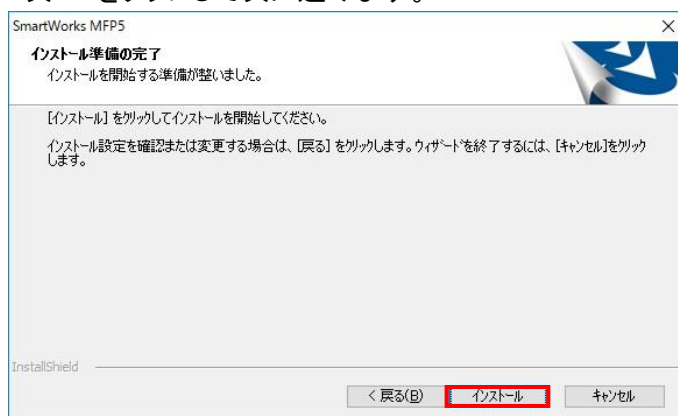 SmartWorks MFP5
インストール準備の完了
インストールを開始する準備が整いました。
[インストール] をクリックしてインストールを開始してください。
インストール設定を確認または変更する場合は、[戻る] をクリックします。ウィザードを終了するには、[キャンセル]をクリック
します。
InstallShield
< 戻る(B) インストール キャンセル